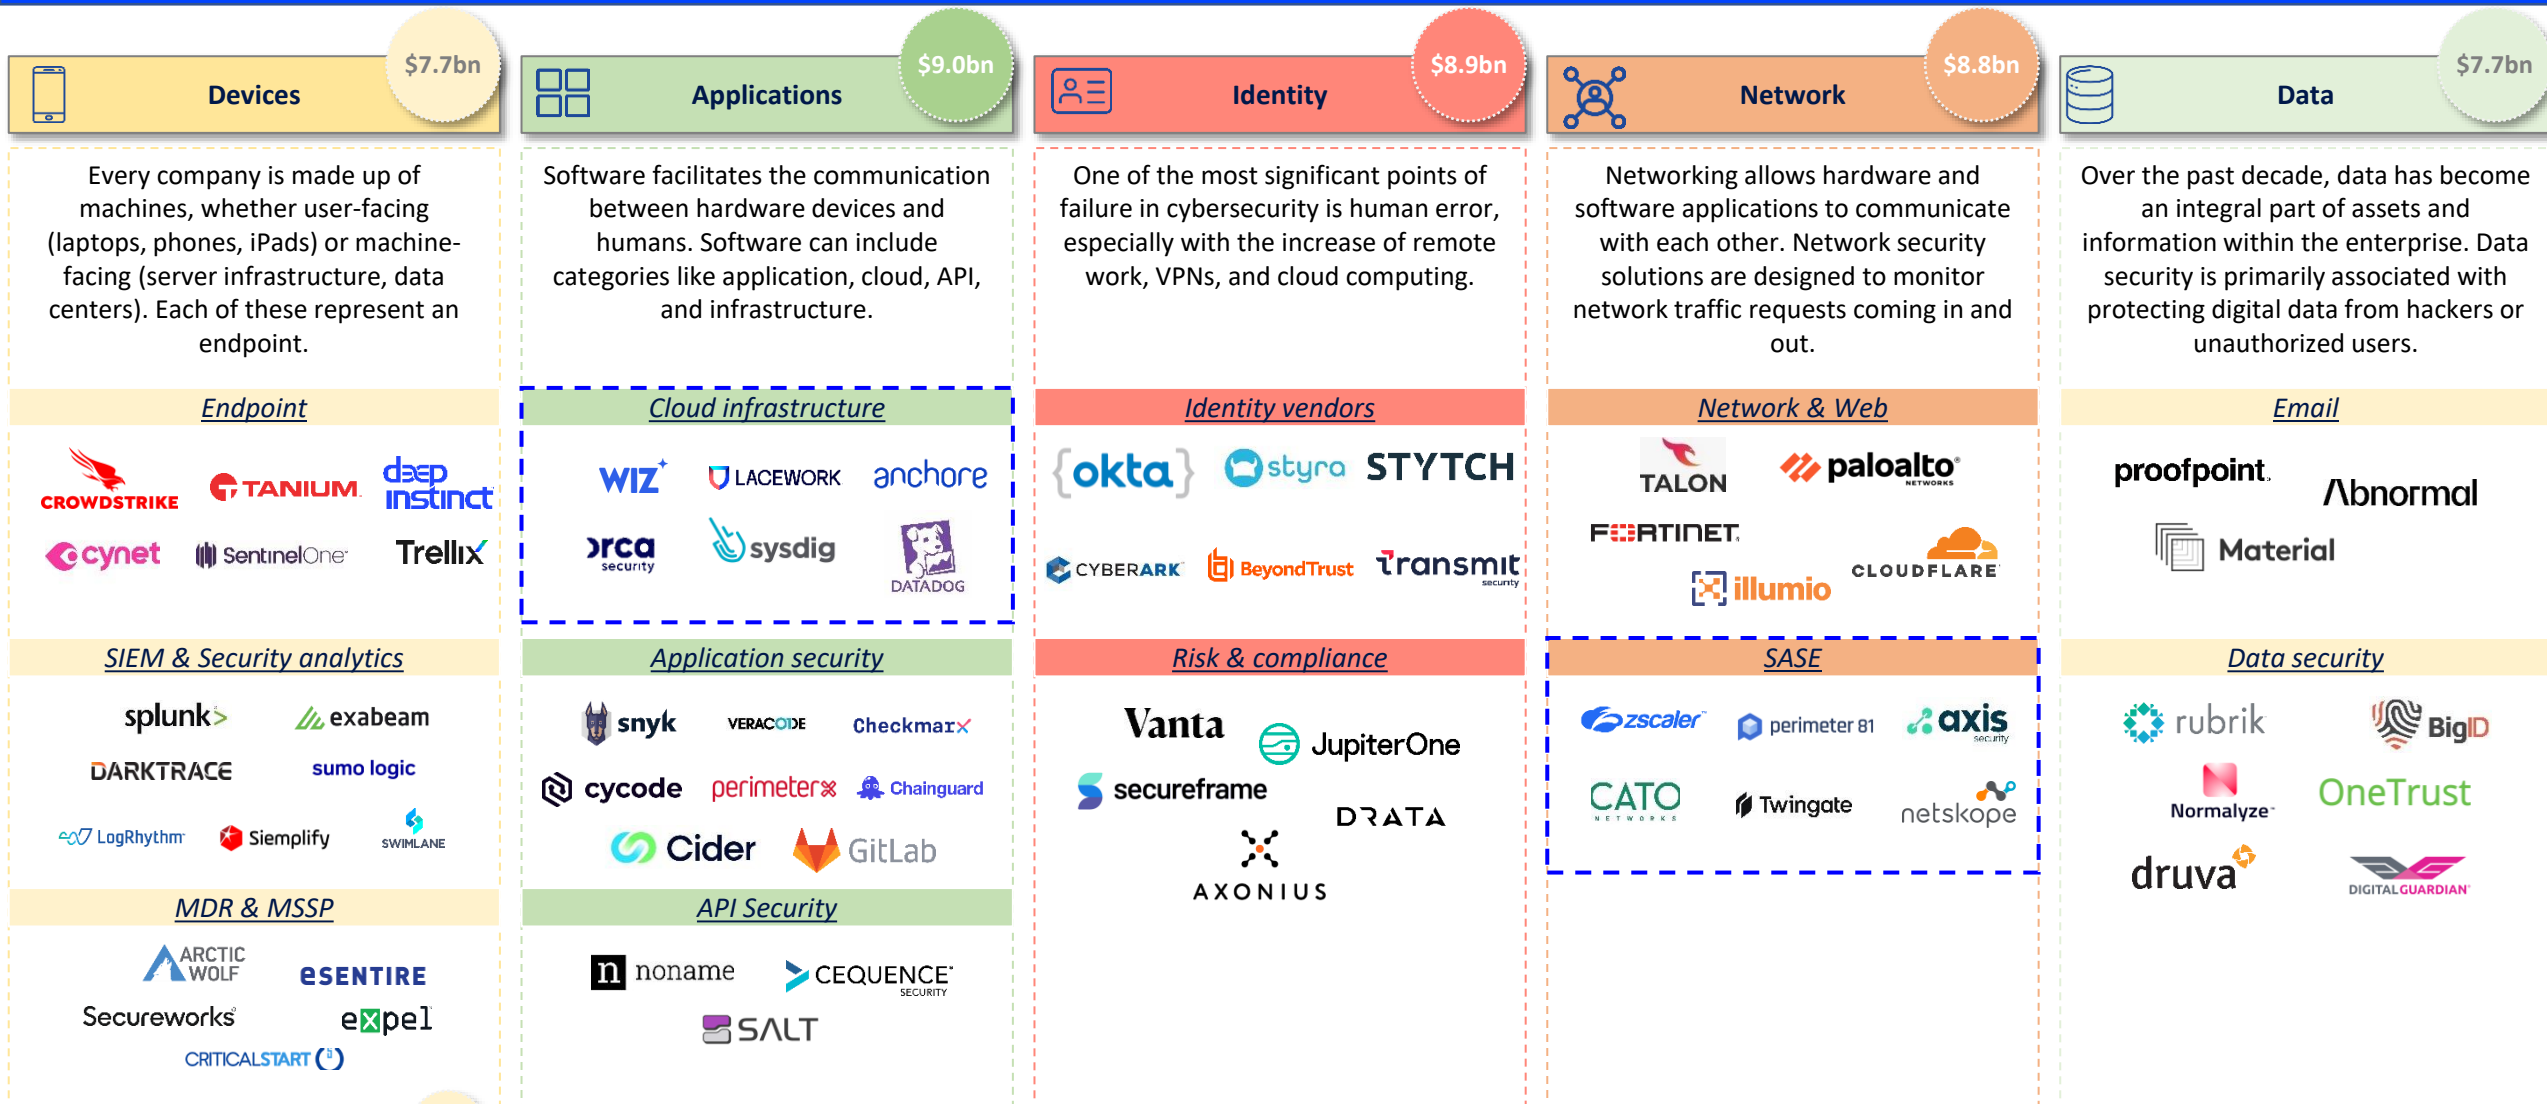 Devices
$7.7bn
Every company is made up of
machines, whether user-facing
(laptops, phones, iPads) or machine-
facing (server infrastructure, data
centers). Each of these represent an
endpoint.
Endpoint
CROWDSTRIKE
TANIUM
deep
instinct
cynet
SentinelOne
Trellix
SIEM & Security analytics
splunk>
exabeam
DARKTRACE
sumo logic
LogRhythm
Siemplify
SWIMLANE
MDR & MSSP
ARCTIC
WOLF
eSENTIRE
Secureworks
expel
CRITICALSTART
Applications
$9.0bn
Software facilitates the communication
between hardware devices and
humans. Software can include
categories like application, cloud, API,
and infrastructure.
Cloud infrastructure
WIZ
LACEWORK
anchore
orca
security
sysdig
DATADOG
Application security
snyk
VERACODE
Checkmarx
cycode
perimeterx
Chainguard
Cider
GitLab
API Security
n noname
CEQUENCE
SECURITY
SALT
Identity
$8.9bn
One of the most significant points of
failure in cybersecurity is human error,
especially with the increase of remote
work, VPNs, and cloud computing.
Identity vendors
{okta}
styra
STYTCH
CYBERARK
BeyondTrust
Transmit
security
Risk & compliance
Vanta
JupiterOne
secureframe
DRATA
AXONIUS
Network
$8.8bn
Networking allows hardware and
software applications to communicate
with each other. Network security
solutions are designed to monitor
network traffic requests coming in and
out.
Network & Web
TALON
paloalto
NETWORKS
FORTINET
illumio
CLOUDFLARE
SASE
zscaler
perimeter 81
axis
security
CATO
NETWORKS
Twingate
netskope
Data
$7.7bn
Over the past decade, data has become
an integral part of assets and
information within the enterprise. Data
security is primarily associated with
protecting digital data from hackers or
unauthorized users.
Email
proofpoint.
Abnormal
Material
Data security
rubrik
BigID
Normalyze
OneTrust
druva
DIGITAL GUARDIAN